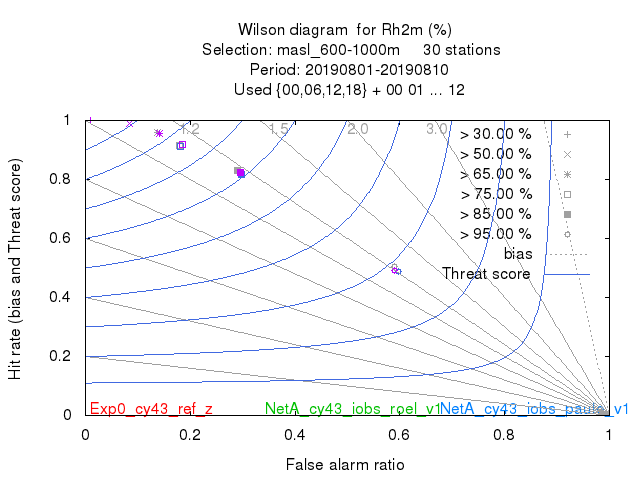 Wilson diagram for Rh2m (%)
Selection: masl_600-1000m 30 stations
Period: 20190801-20190810
Used {00,06,12,18} + 00 01 ... 12
1.2 1.5 2.0 3.0
> 30.00 %
> 50.00 %
> 65.00 %
> 75.00 %
> 85.00 %
> 95.00 %
bias
Threat score
Hit rate (bias and Threat score)
1
0.8
0.6
0.4
0.2
0
Exp0_cy43_ref_z NetA_cy43_iobs_roel_v1 NetA_cy43_iobs_paulo_v1
0 0.2 0.4 0.6 0.8 1
False alarm ratio